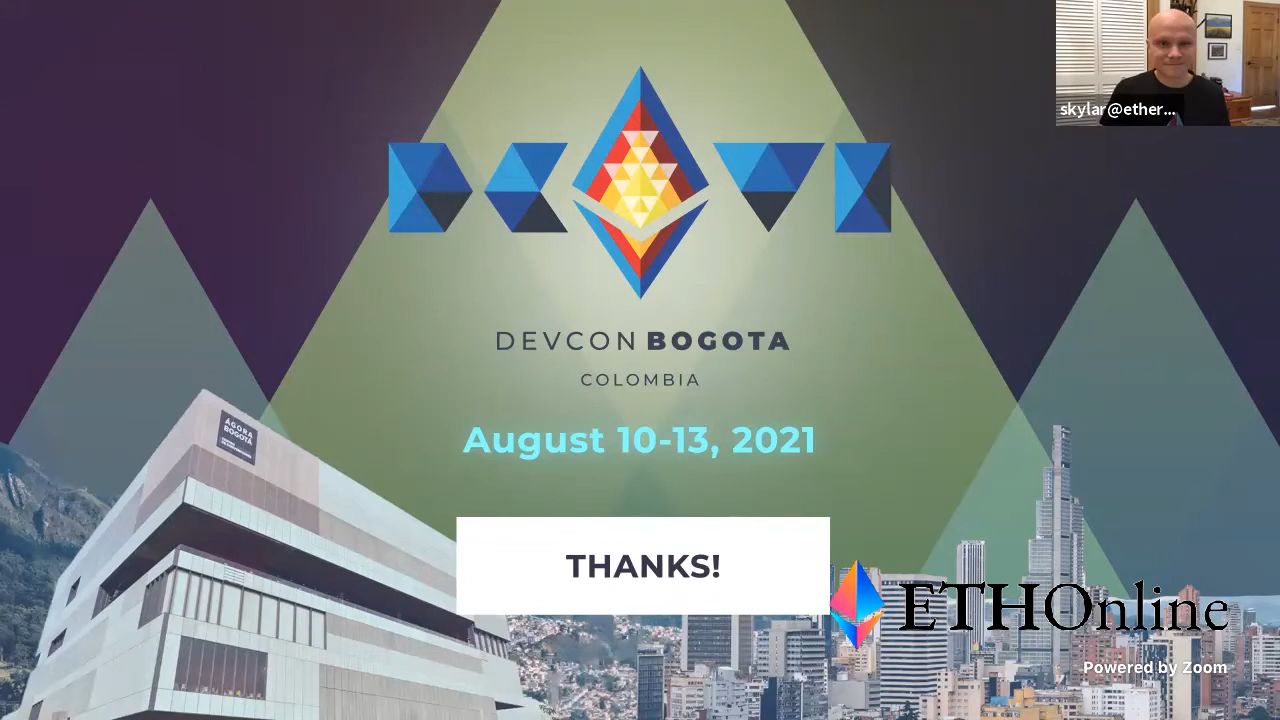 skylar@ether...
DEVCON BOGOTA
COLOMBIA
August 10-13, 2021
ÁGORA
BOGOTÁ
THANKS!
ETHOnline
Powered by Zoom